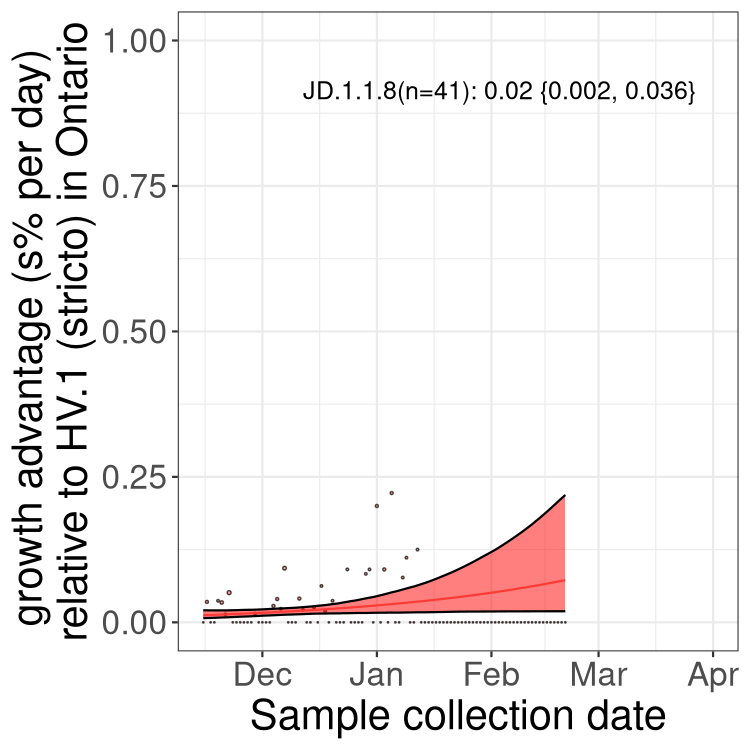 growth advantage (s% per day)
relative to HV.1 (stricto) in Ontario
1.00
0.75
0.50
0.25
0.00
JD.1.1.8(n=41): 0.02 {0.002, 0.036}
Dec Jan Feb Mar Apr
Sample collection date